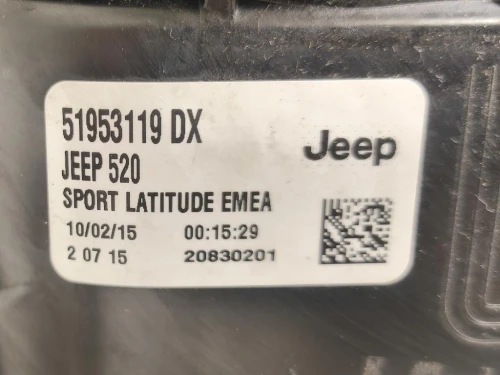 51953119 DX
Jeep
JEEP 520
SPORT LATITUDE EMEA
10/02/15 00:15:29
2 07 15 20830201